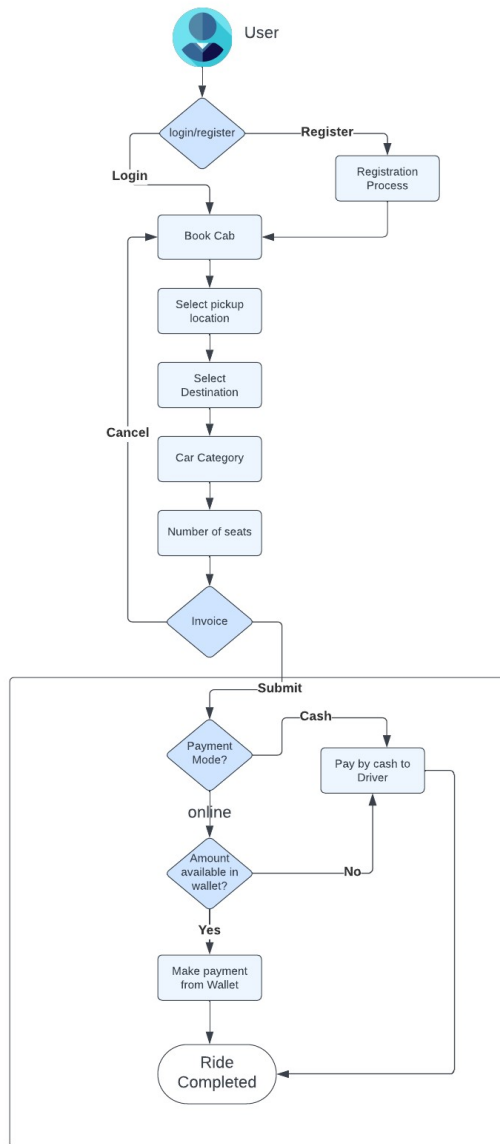 User
login/register
Register
Login
Registration
Process
Book Cab
Select pickup
location
Select
Destination
Cancel
Car Category
Number of seats
Invoice
Submit
Cash
Payment
Mode?
Pay by cash to
Driver
online
Amount
available in
wallet?
No
Yes
Make payment
from Wallet
Ride
Completed